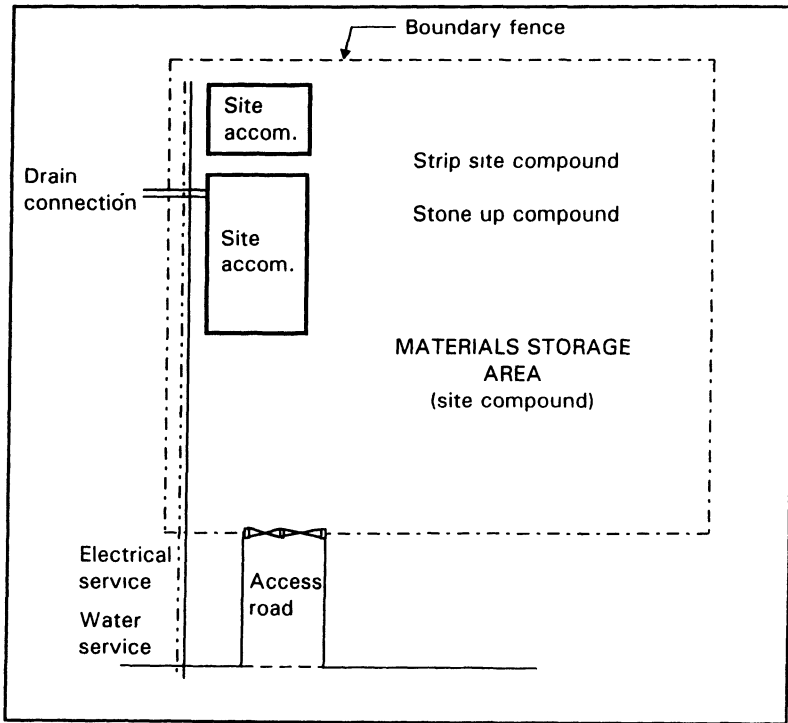 Boundary fence
Site
accom.
Strip site compound
Drain
connection
Stone up compound
Site
accom.
MATERIALS STORAGE
AREA
(site compound)
Electrical
service
Access
road
Water
service